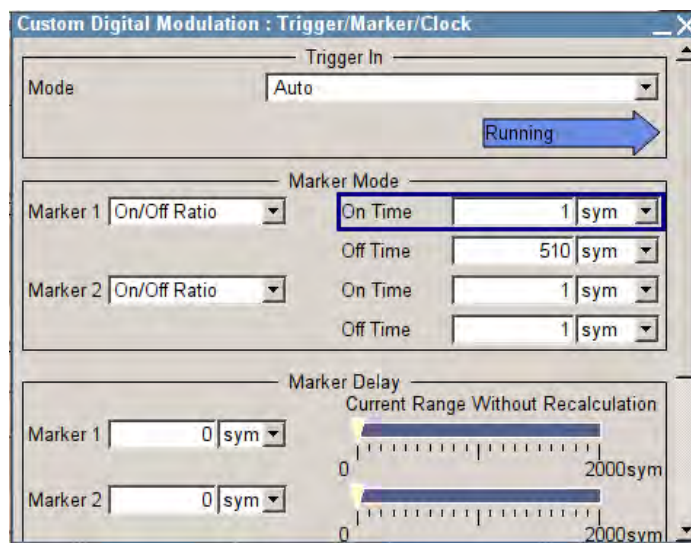 Custom Digital Modulation : Trigger/Marker/Clock
Trigger In
Mode Auto
Running
Marker Mode
Marker 1 On/Off Ratio On Time 1 sym
Off Time 510 sym
Marker 2 On/Off Ratio On Time 1 sym
Off Time 1 sym
Marker Delay
Current Range Without Recalculation
Marker 1 0 sym
0 2000sym
Marker 2 0 sym
0 2000sym